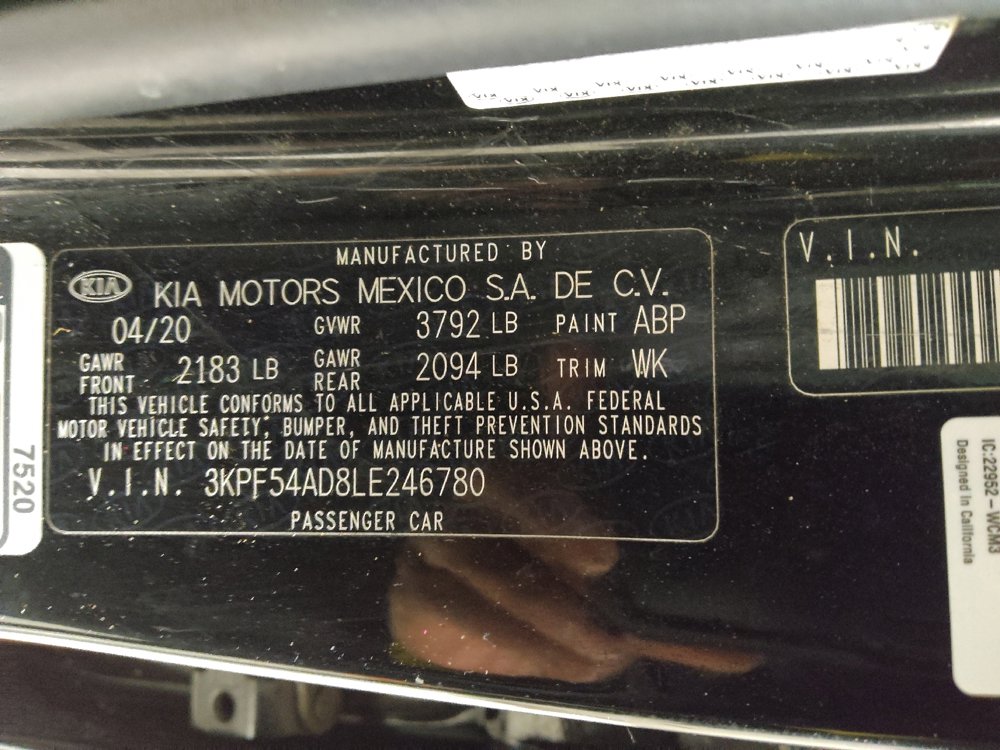 MANUFACTURED BY
KIA KIA MOTORS MEXICO S.A. DE C.V.
04/20 GVWR 3792 LB PAINT ABP
GAWR FRONT 2183 LB GAWR REAR 2094 LB TRIM WK
THIS VEHICLE CONFORMS TO ALL APPLICABLE U.S.A. FEDERAL
MOTOR VEHICLE SAFETY, BUMPER, AND THEFT PREVENTION STANDARDS
IN EFFECT ON THE DATE OF MANUFACTURE SHOWN ABOVE.
V.I.N. 3KPF54AD8LE246780
PASSENGER CAR
V.I.N.
7520
IC:22952-WCM3
Designed in California